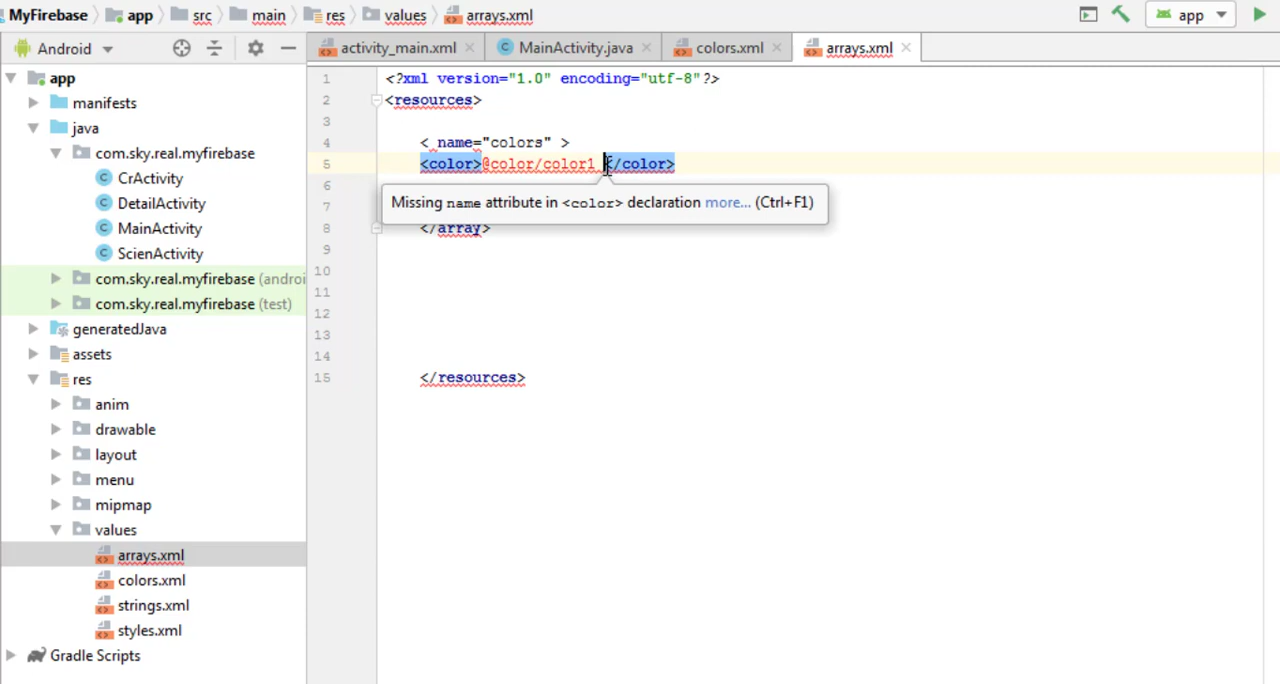 MyFirebase app src main res values arrays.xml app
Android activity_main.xml MainActivity.java colors.xml arrays.xml
app
manifests
java
com.sky.real.myfirebase
CrActivity
DetailActivity
MainActivity
ScienActivity
com.sky.real.myfirebase (androi
com.sky.real.myfirebase (test)
generatedJava
assets
res
anim
drawable
layout
menu
mipmap
values
arrays.xml
colors.xml
strings.xml
styles.xml
Gradle Scripts
1 <?xml version="1.0" encoding="utf-8"?>
2 <resources>
3
4 < name="colors" >
5 <color>@color/color1 </color>
6
Missing name attribute in <color> declaration more... (Ctrl+F1)
7
8 </array>
9
10
11
12
13
14
15 </resources>